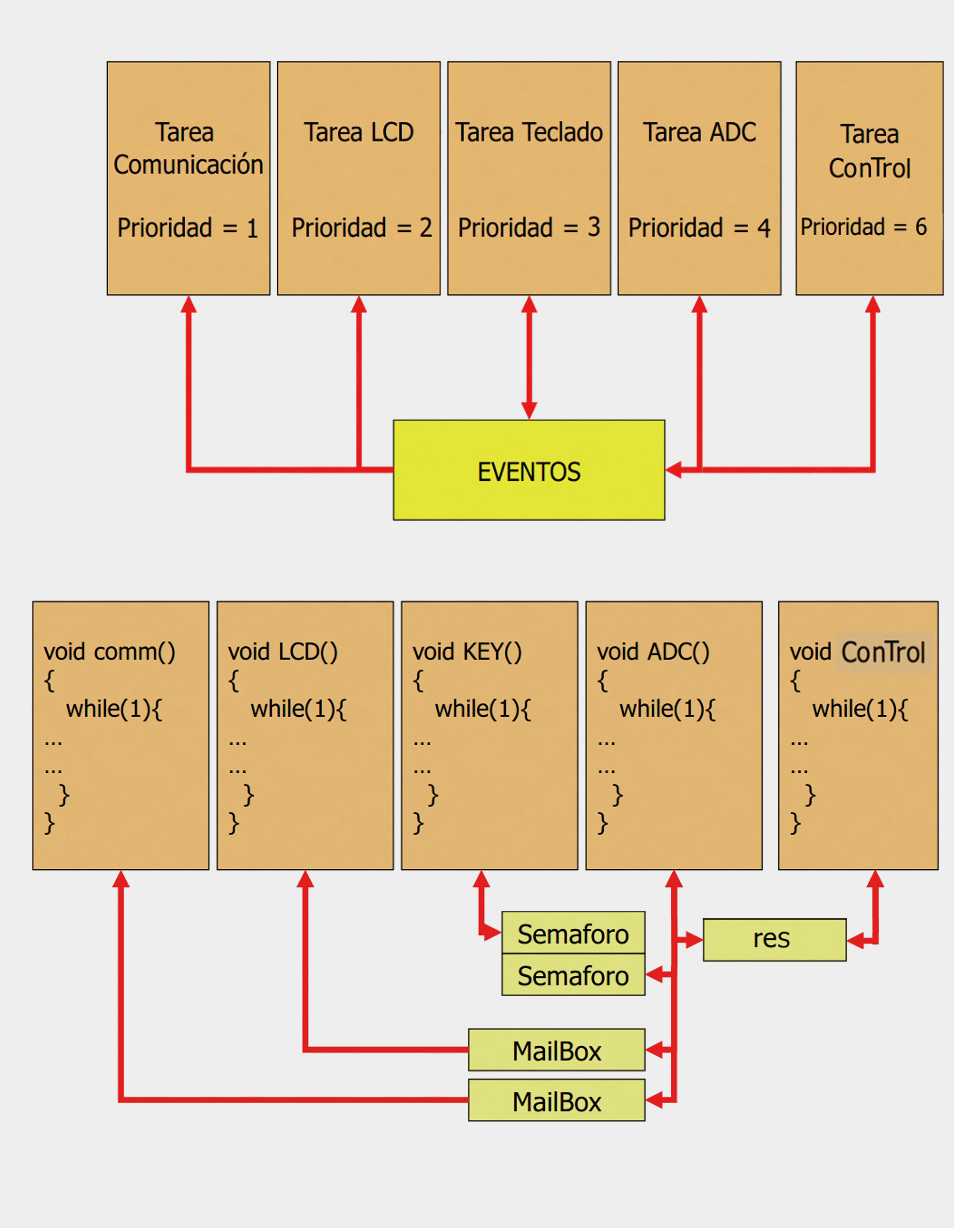 Tarea
Comunicación
Prioridad = 1
Tarea LCD
Prioridad = 2
Tarea Teclado
Prioridad = 3
Tarea ADC
Prioridad = 4
Tarea
ConTrol
Prioridad = 6
EVENTOS
void comm()
{
while(1){
...
...
}
}
void LCD()
{
while(1){
...
...
}
}
void KEY()
{
while(1){
...
...
}
}
void ADC()
{
while(1){
...
...
}
}
void ConTrol
{
while(1){
...
...
}
}
Semaforo
Semaforo
res
MailBox
MailBox